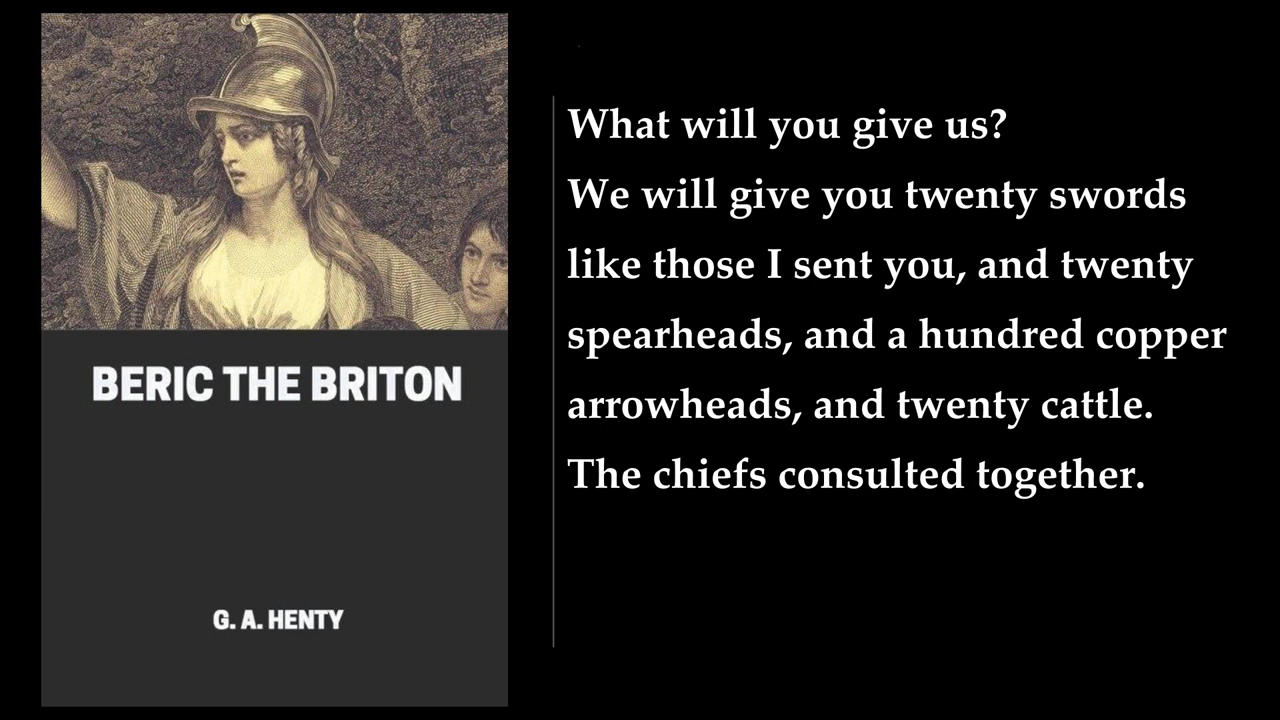 BERIC THE BRITON
G. A. HENTY
What will you give us?
We will give you twenty swords
like those I sent you, and twenty
spearheads, and a hundred copper
arrowheads, and twenty cattle.
The chiefs consulted together.